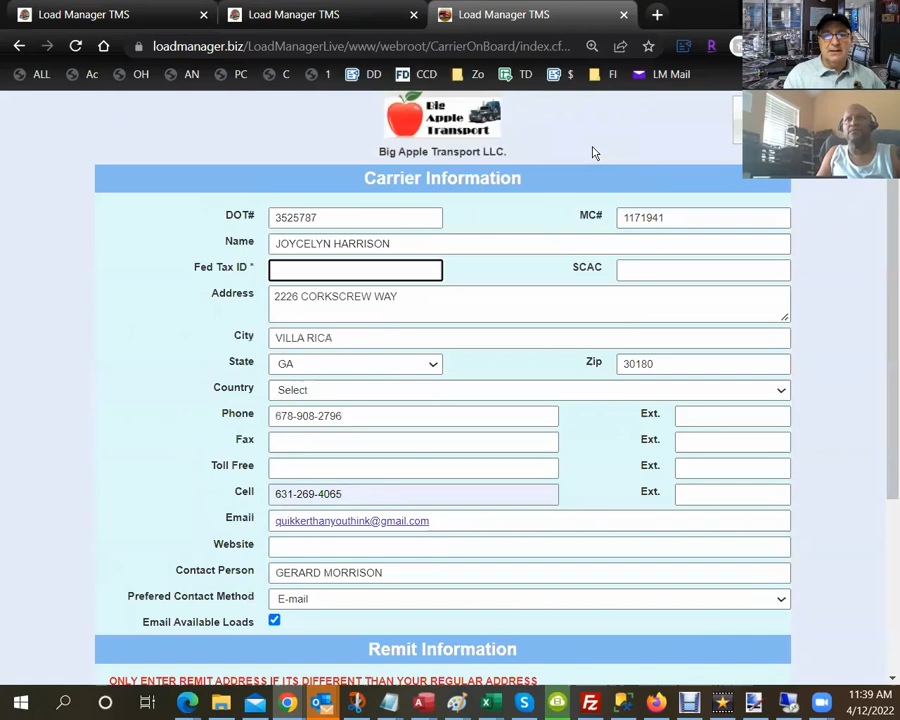 Load Manager TMS
Load Manager TMS
Load Manager TMS
loadmanager.biz/LoadManagerLive/www/webroot/CarrierOnBoard/index.cf...
ALL Ac OH AN PC C 1 DD CCD Zo TD $ FI LM Mail
Big
Apple
Transport
Big Apple Transport LLC.
Carrier Information
DOT# 3525787 MC# 1171941
Name JOYCELYN HARRISON
Fed Tax ID * SCAC
Address 2226 CORKSCREW WAY
City VILLA RICA
State GA Zip 30180
Country Select
Phone 678-908-2796 Ext.
Fax Ext.
Toll Free Ext.
Cell 631-269-4065 Ext.
Email quikkerthanyouthink@gmail.com
Website
Contact Person GERARD MORRISON
Prefered Contact Method E-mail
Email Available Loads
Remit Information
ONLY ENTER REMIT ADDRESS IF ITS DIFFERENT THAN YOUR REGULAR ADDRESS
11:39 AM
4/12/2022